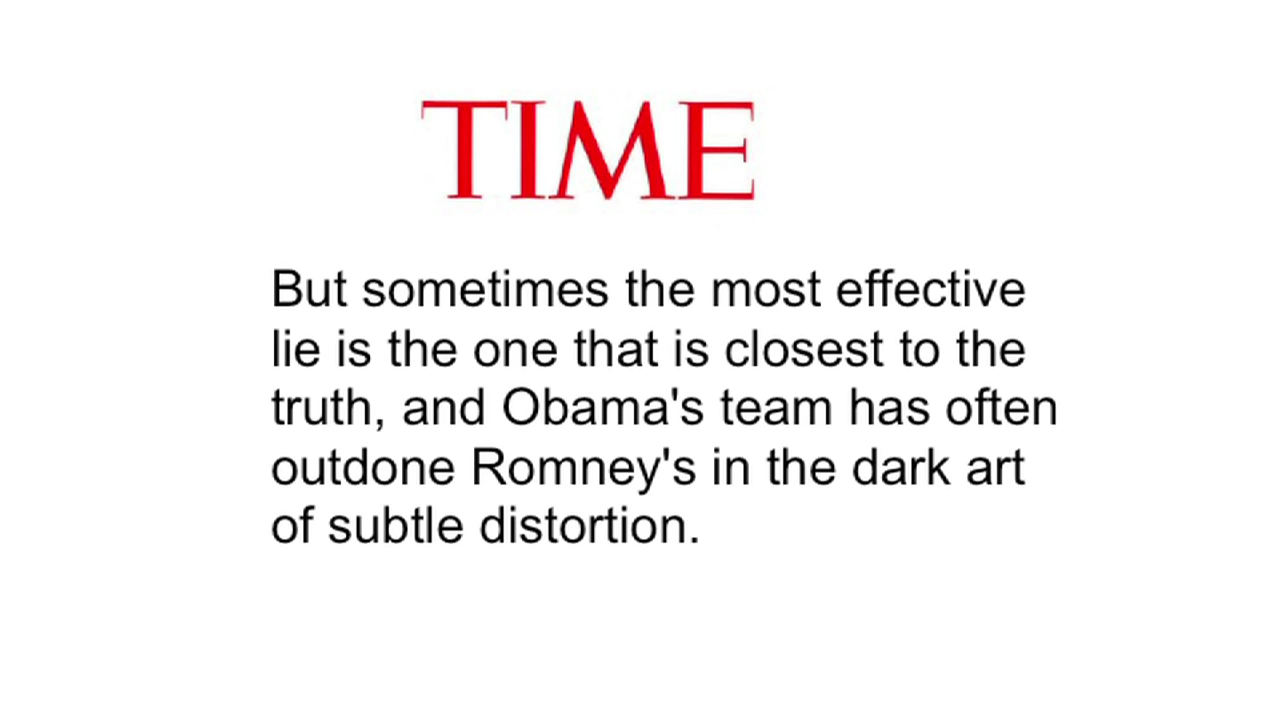 TIME
But sometimes the most effective
lie is the one that is closest to the
truth, and Obama's team has often
outdone Romney's in the dark art
of subtle distortion.